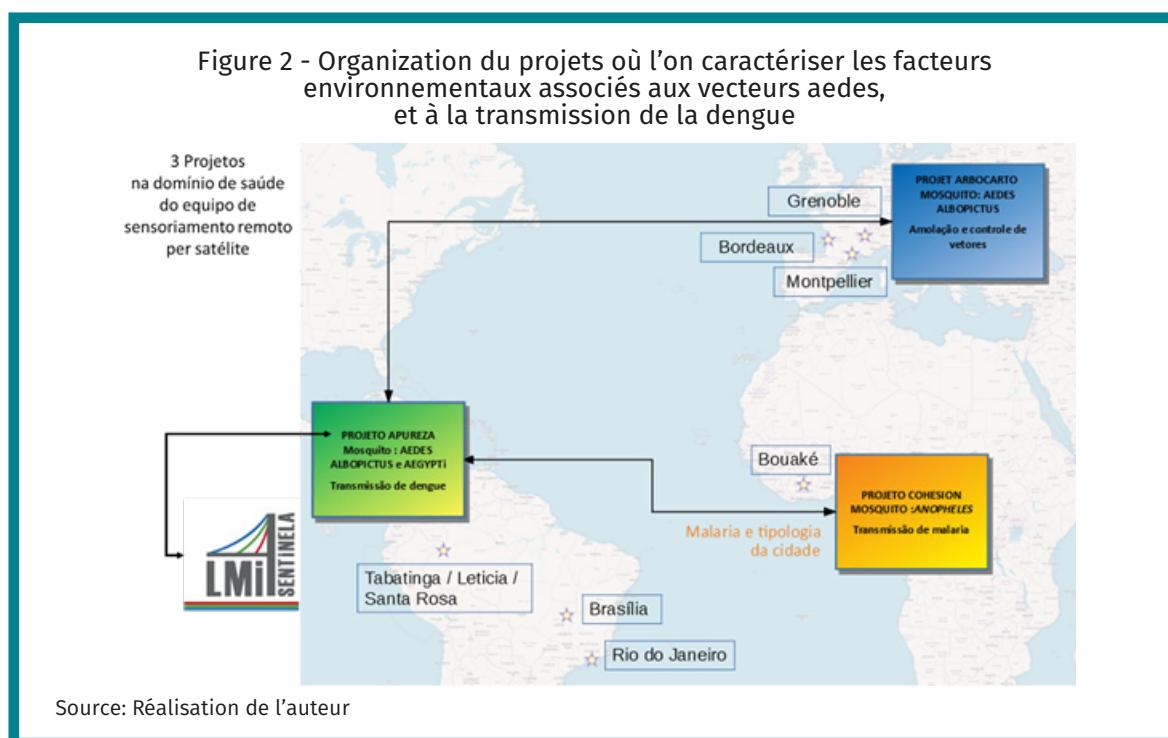 Figure 2 - Organization du projets où l’on caractériser les facteurs
environnementaux associés aux vecteurs aedes,
et à la transmission de la dengue
3 Projetos
na domínio de saúde
do equipo de
sensoriamento remoto
per satélite
Grenoble
Bordeaux
Montpellier
PROJET ARBOCARTO
MOSQUITO: AEDES
ALBOPICTUS
Amolação e controle de
vetores
PROJETO APUREZA
Mosquito : AEDES
ALBOPICTUS e AEGYPTi
Transmissão de dengue
Bouaké
PROJETO COHESION
MOSQUITO :ANOPHELES
Transmissão de malaria
Malaria e tipologia
da cidade
LMi
SENTINELA
Tabatinga / Leticia /
Santa Rosa
Brasília
Rio do Janeiro
Source: Réalisation de l’auteur